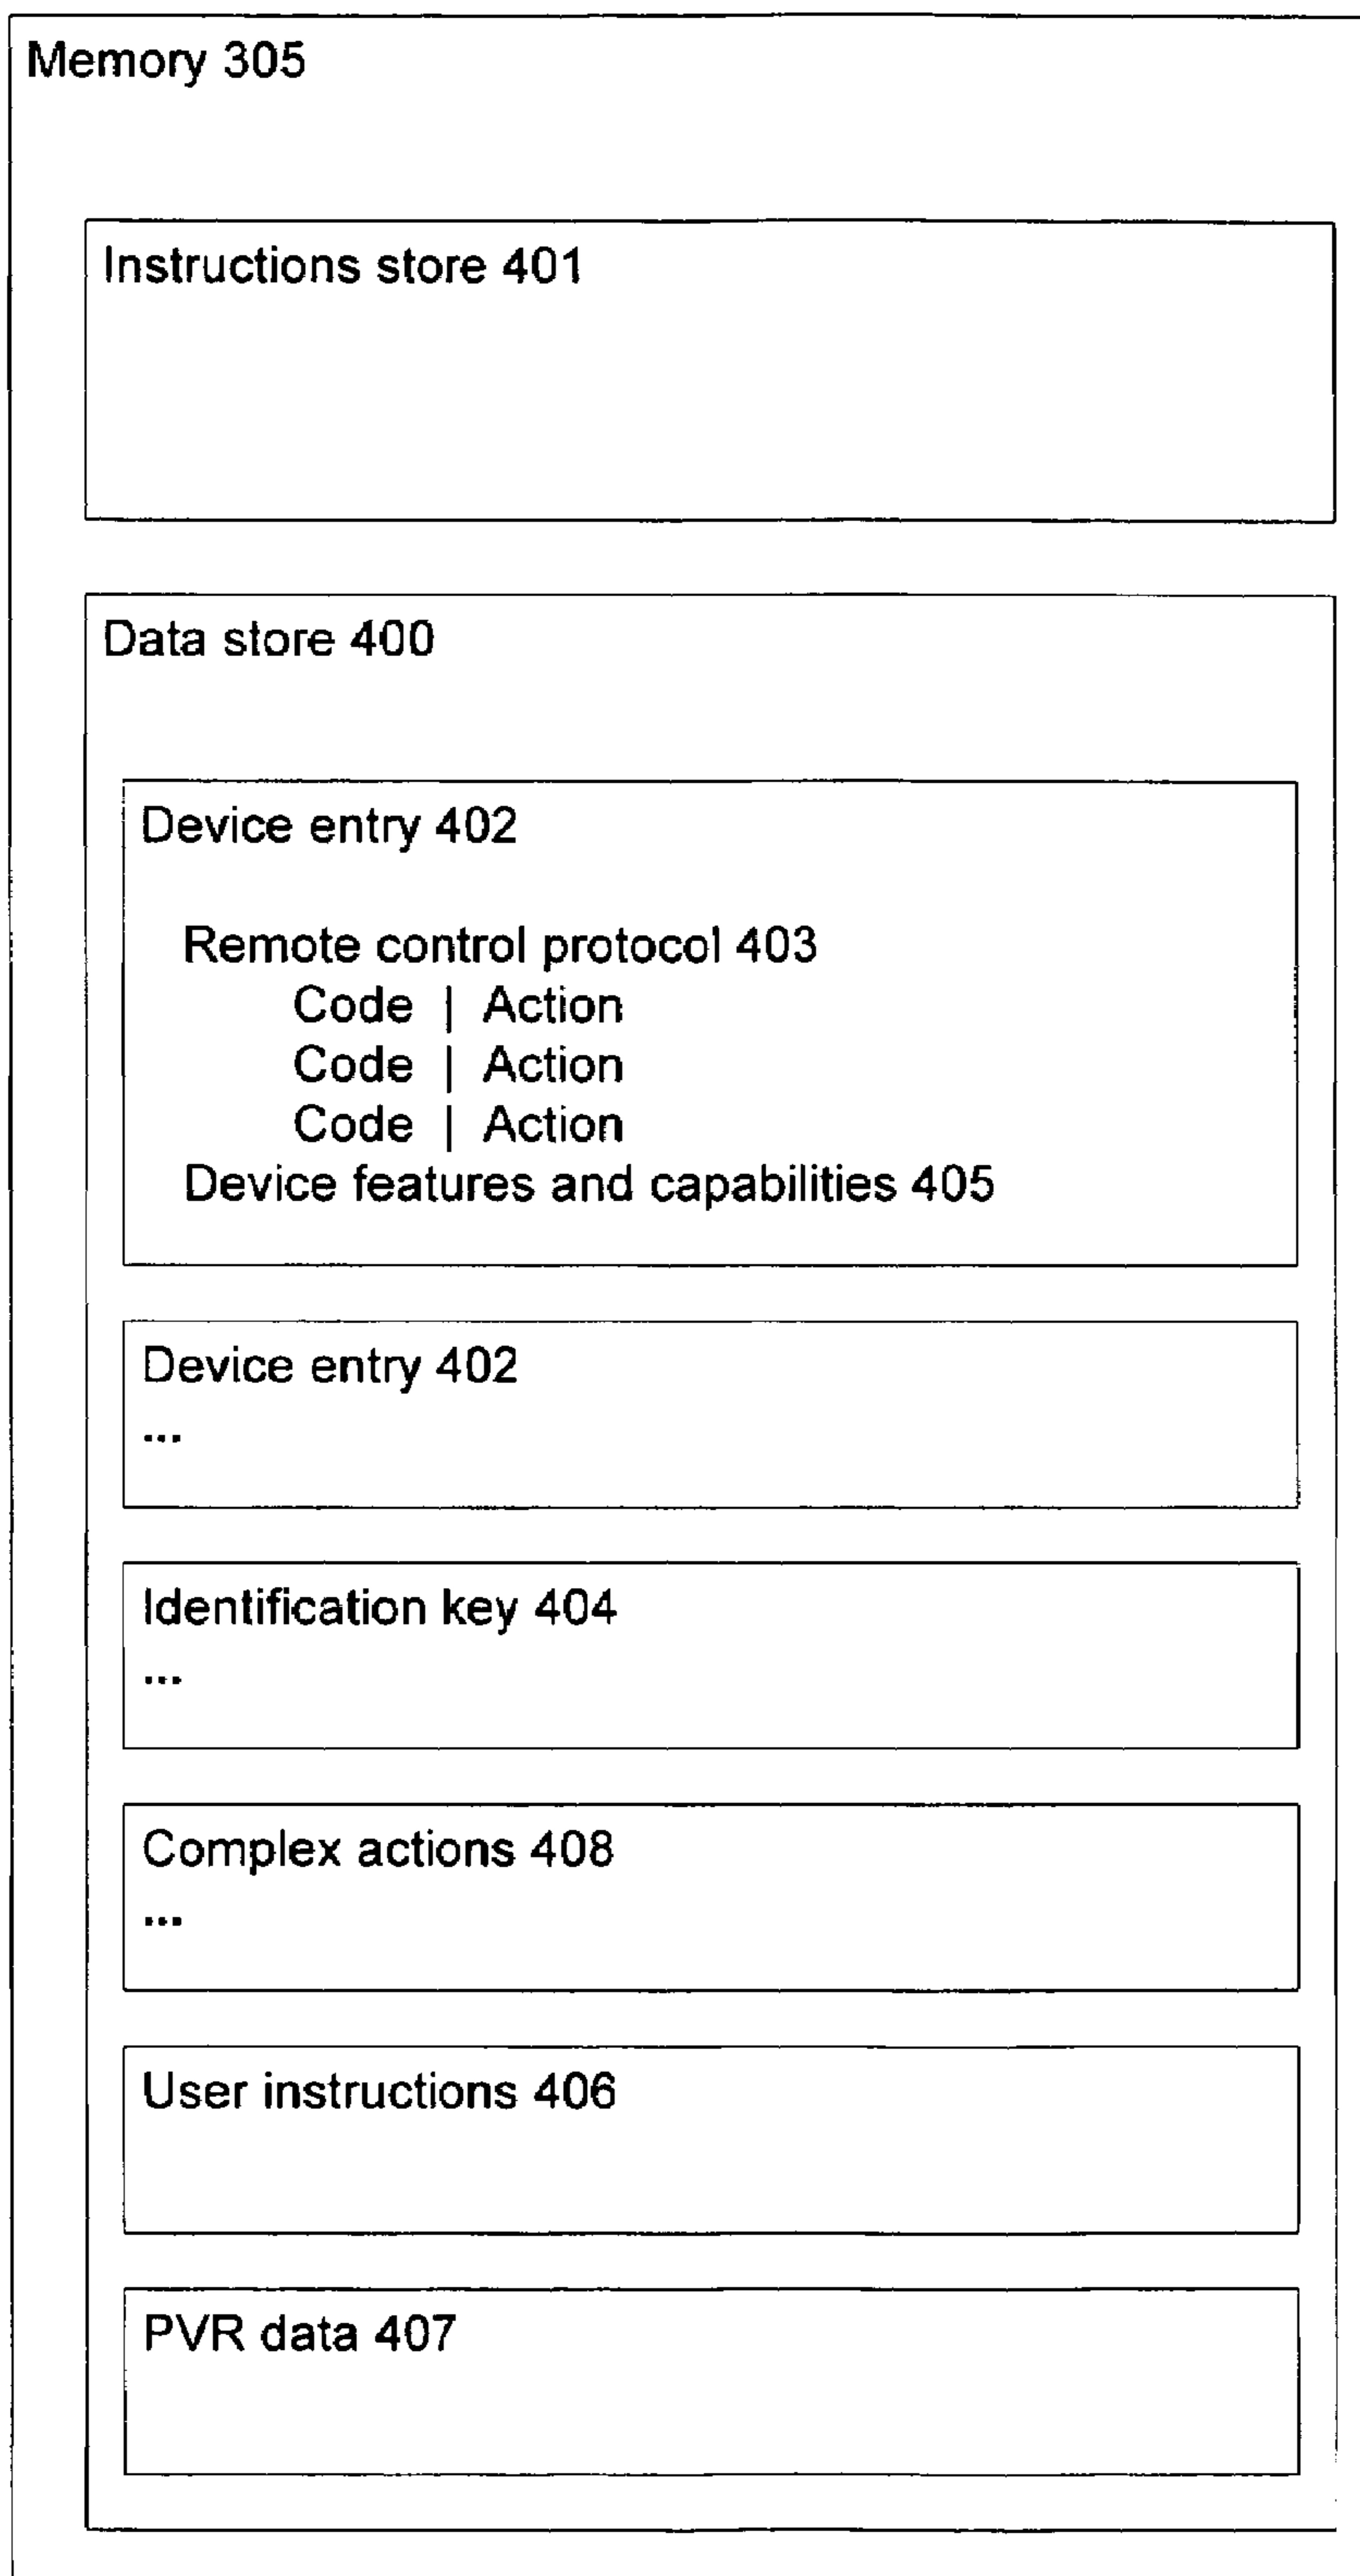 Memory 305
Instructions store 401
Data store 400
Device entry 402
Remote control protocol 403
Code | Action
Code | Action
Code | Action
Device features and capabilities 405
Device entry 402
...
Identification key 404
...
Complex actions 408
...
User instructions 406
PVR data 407